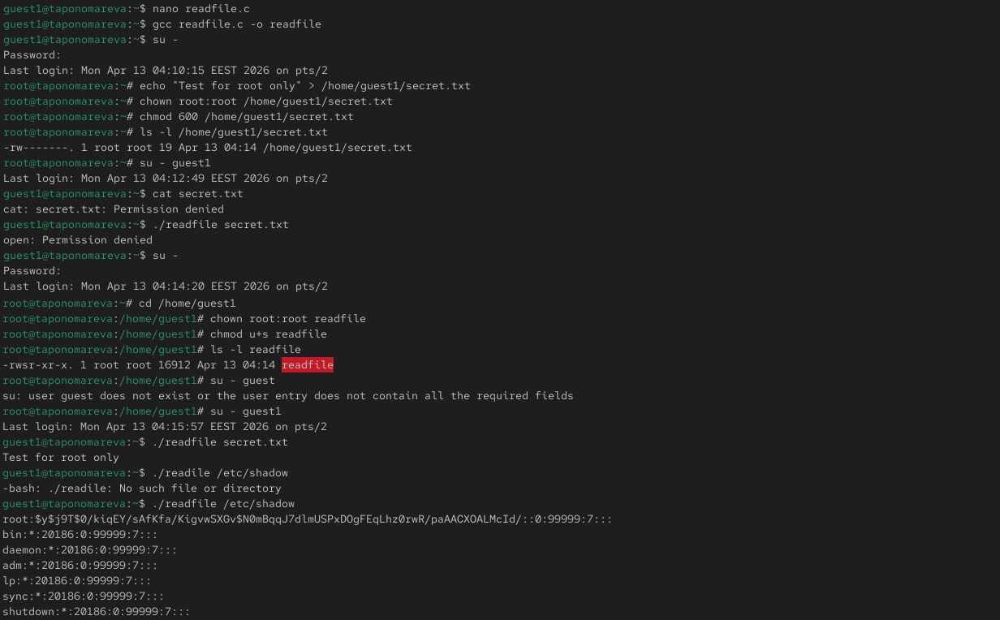 guest1@taponomareva:~$ nano readfile.c
guest1@taponomareva:~$ gcc readfile.c -o readfile
guest1@taponomareva:~$ su -
Password:
Last login: Mon Apr 13 04:10:15 EEST 2026 on pts/2
root@taponomareva:~# echo "Test for root only" > /home/guest1/secret.txt
root@taponomareva:~# chown root:root /home/guest1/secret.txt
root@taponomareva:~# chmod 600 /home/guest1/secret.txt
root@taponomareva:~# ls -l /home/guest1/secret.txt
-rw-------. 1 root root 19 Apr 13 04:14 /home/guest1/secret.txt
root@taponomareva:~# su - guest1
Last login: Mon Apr 13 04:12:49 EEST 2026 on pts/2
guest1@taponomareva:~$ cat secret.txt
cat: secret.txt: Permission denied
guest1@taponomareva:~$ ./readfile secret.txt
open: Permission denied
guest1@taponomareva:~$ su -
Password:
Last login: Mon Apr 13 04:14:20 EEST 2026 on pts/2
root@taponomareva:~# cd /home/guest1
root@taponomareva:/home/guest1# chown root:root readfile
root@taponomareva:/home/guest1# chmod u+s readfile
root@taponomareva:/home/guest1# ls -l readfile
-rwsr-xr-x. 1 root root 16912 Apr 13 04:14 readfile
root@taponomareva:/home/guest1# su - guest
su: user guest does not exist or the user entry does not contain all the required fields
root@taponomareva:/home/guest1# su - guest1
Last login: Mon Apr 13 04:15:57 EEST 2026 on pts/2
guest1@taponomareva:~$ ./readfile secret.txt
Test for root only
guest1@taponomareva:~$ ./readile /etc/shadow
-bash: ./readile: No such file or directory
guest1@taponomareva:~$ ./readfile /etc/shadow
root:$y$j9T$0/kiqEY/sAfKfa/KigvwSXGv$N0mBqqJ7dlmUSPxDOgFEqLhz0rwR/paAACXOALMcId/::0:99999:7:::
bin:*:20186:0:99999:7:::
daemon:*:20186:0:99999:7:::
adm:*:20186:0:99999:7:::
lp:*:20186:0:99999:7:::
sync:*:20186:0:99999:7:::
shutdown:*:20186:0:99999:7:::